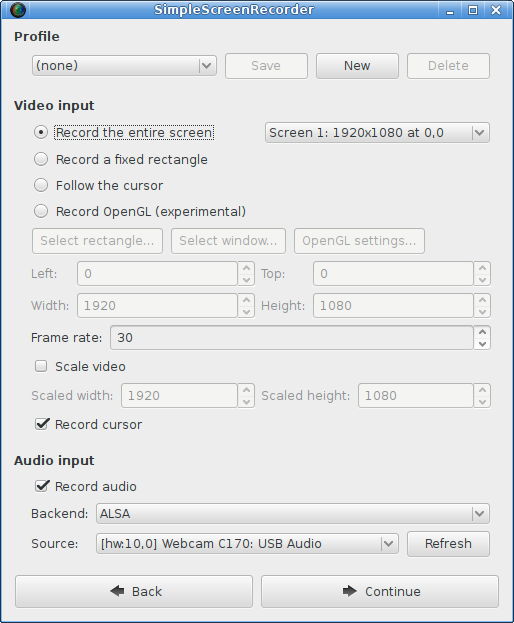 SimpleScreenRecorder
Profile
(none) Save New Delete
Video input
Record the entire screen Screen 1: 1920x1080 at 0,0
Record a fixed rectangle
Follow the cursor
Record OpenGL (experimental)
Select rectangle... Select window... OpenGL settings...
Left: 0 Top: 0
Width: 1920 Height: 1080
Frame rate: 30
Scale video
Scaled width: 1920 Scaled height: 1080
Record cursor
Audio input
Record audio
Backend: ALSA
Source: [hw:10,0] Webcam C170: USB Audio Refresh
Back Continue